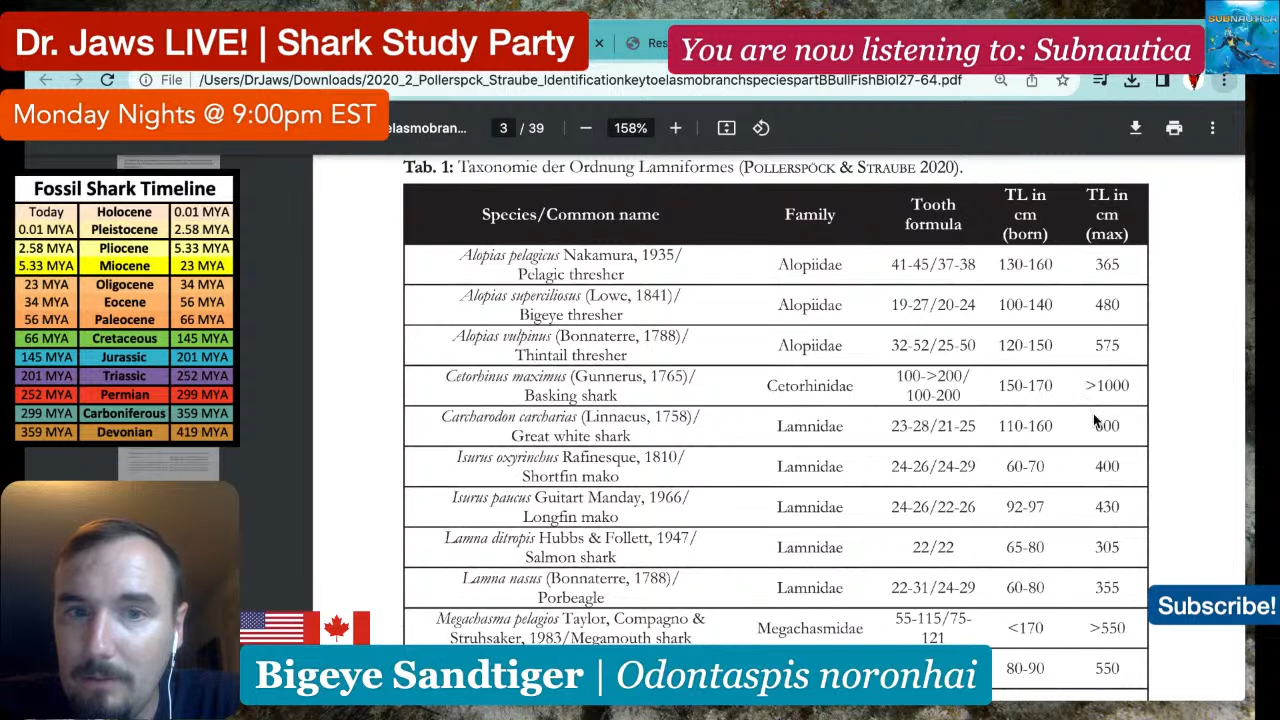 Dr. Jaws LIVE! | Shark Study Party
Res
You are now listening to: Subnautica
SUBNAUTICA
File /Users/DrJaws/Downloads/2020_2_Pollerspck_Straube_IdentificationkeytoelasmobranchspeciespartBBullFishBiol27-64.pdf
Monday Nights @ 9:00pm EST
elasmobran... 3 / 39 158%
Fossil Shark Timeline
Today Holocene 0.01 MYA
0.01 MYA Pleistocene 2.58 MYA
2.58 MYA Pliocene 5.33 MYA
5.33 MYA Miocene 23 MYA
23 MYA Oligocene 34 MYA
34 MYA Eocene 56 MYA
56 MYA Paleocene 66 MYA
66 MYA Cretaceous 145 MYA
145 MYA Jurassic 201 MYA
201 MYA Triassic 252 MYA
252 MYA Permian 299 MYA
299 MYA Carboniferous 359 MYA
359 MYA Devonian 419 MYA
Tab. 1: Taxonomie der Ordnung Lamniformes (POLLERSPÖCK & STRAUBE 2020).
Species/Common name Family Tooth formula TL in cm (born) TL in cm (max)
Alopias pelagicus Nakamura, 1935/
Pelagic thresher Alopiidae 41-45/37-38 130-160 365
Alopias superciliosus (Lowe, 1841)/
Bigeye thresher Alopiidae 19-27/20-24 100-140 480
Alopias vulpinus (Bonnaterre, 1788)/
Thintail thresher Alopiidae 32-52/25-50 120-150 575
Cetorhinus maximus (Gunnerus, 1765)/
Basking shark Cetorhinidae 100->200/ 100-200 150-170 >1000
Carcharodon carcharias (Linnaeus, 1758)/
Great white shark Lamnidae 23-28/21-25 110-160 600
Isurus oxyrinchus Rafinesque, 1810/
Shortfin mako Lamnidae 24-26/24-29 60-70 400
Isurus paucus Guitart Manday, 1966/
Longfin mako Lamnidae 24-26/22-26 92-97 430
Lamna ditropis Hubbs & Follett, 1947/
Salmon shark Lamnidae 22/22 65-80 305
Lamna nasus (Bonnaterre, 1788)/
Porbeagle Lamnidae 22-31/24-29 60-80 355
Megachasma pelagios Taylor, Compagno &
Struhsaker, 1983/Megamouth shark Megachasmidae 55-115/75-121 <170 >550
80-90 550
Subscribe!
Bigeye Sandtiger | Odontaspis noronhai